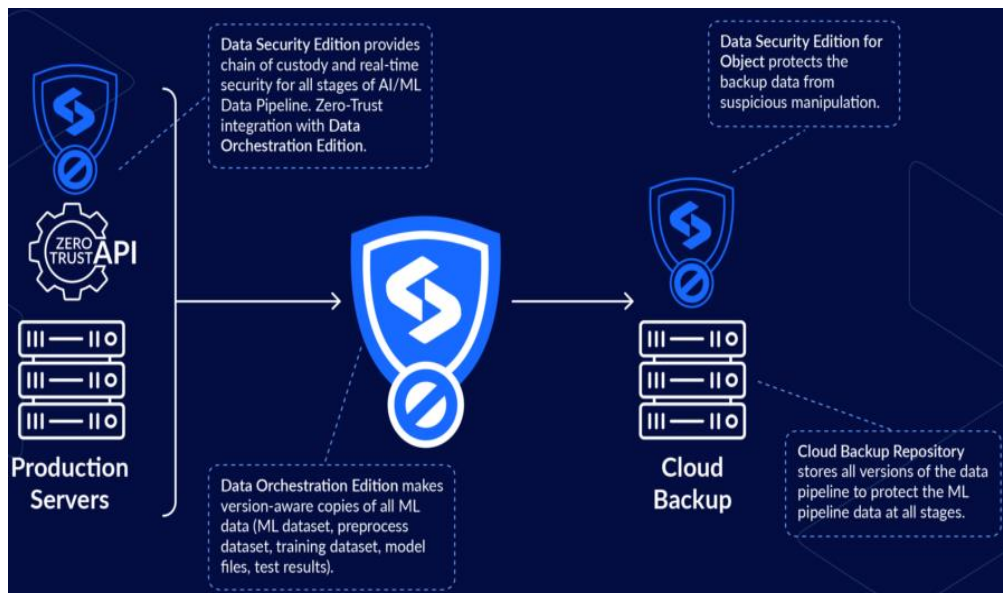 Data Security Edition provides
chain of custody and real-time
security for all stages of AI/ML
Data Pipeline. Zero-Trust
integration with Data
Orchestration Edition.
Data Security Edition for
Object protects the
backup data from
suspicious manipulation.
ZERO
TRUST
API
Production
Servers
Data Orchestration Edition makes
version-aware copies of all ML
data (ML dataset, preprocess
dataset, training dataset, model
files, test results).
Cloud
Backup
Cloud Backup Repository
stores all versions of the data
pipeline to protect the ML
pipeline data at all stages.